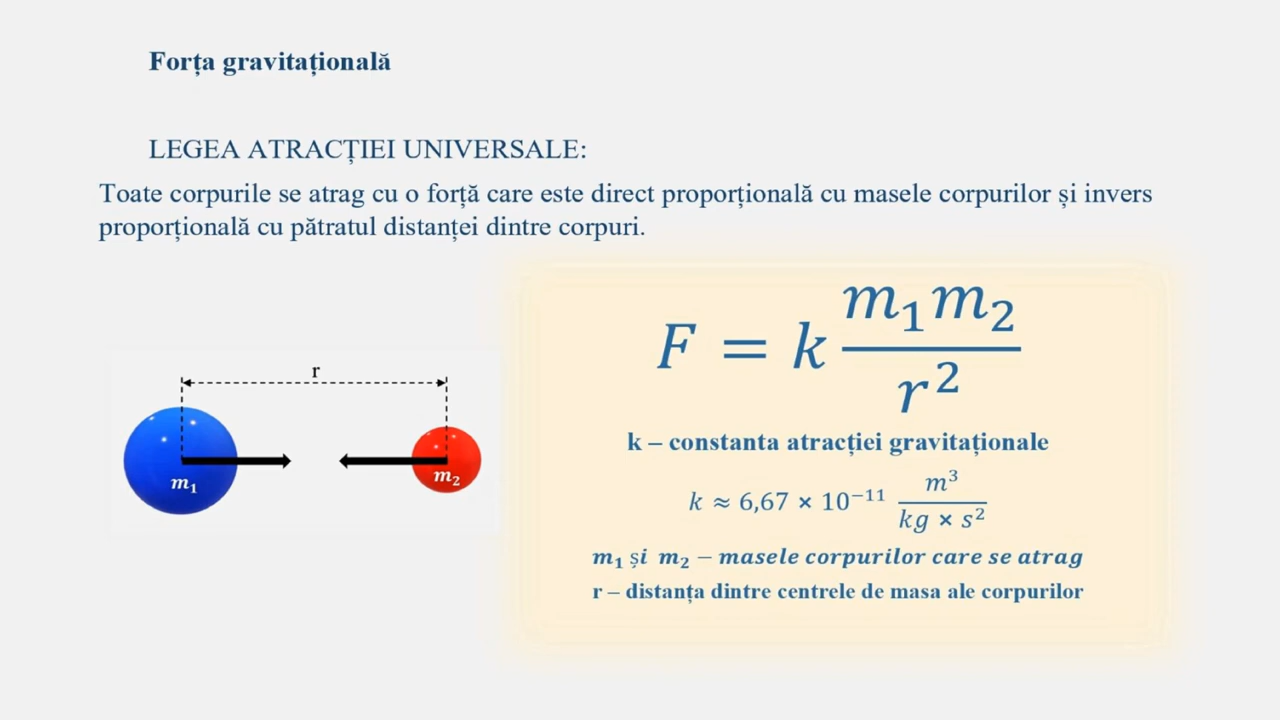 Forța gravitațională
LEGEA ATRACȚIEI UNIVERSALE:
Toate corpurile se atrag cu o forță care este direct proporțională cu masele corpurilor și invers
proporțională cu pătratul distanței dintre corpuri.
r
m₁
m₂
F = k m₁m₂ / r²
k – constanta atracției gravitaționale
k ≈ 6,67 × 10⁻¹¹ m³ / kg × s²
m₁ și m₂ – masele corpurilor care se atrag
r – distanța dintre centrele de masa ale corpurilor